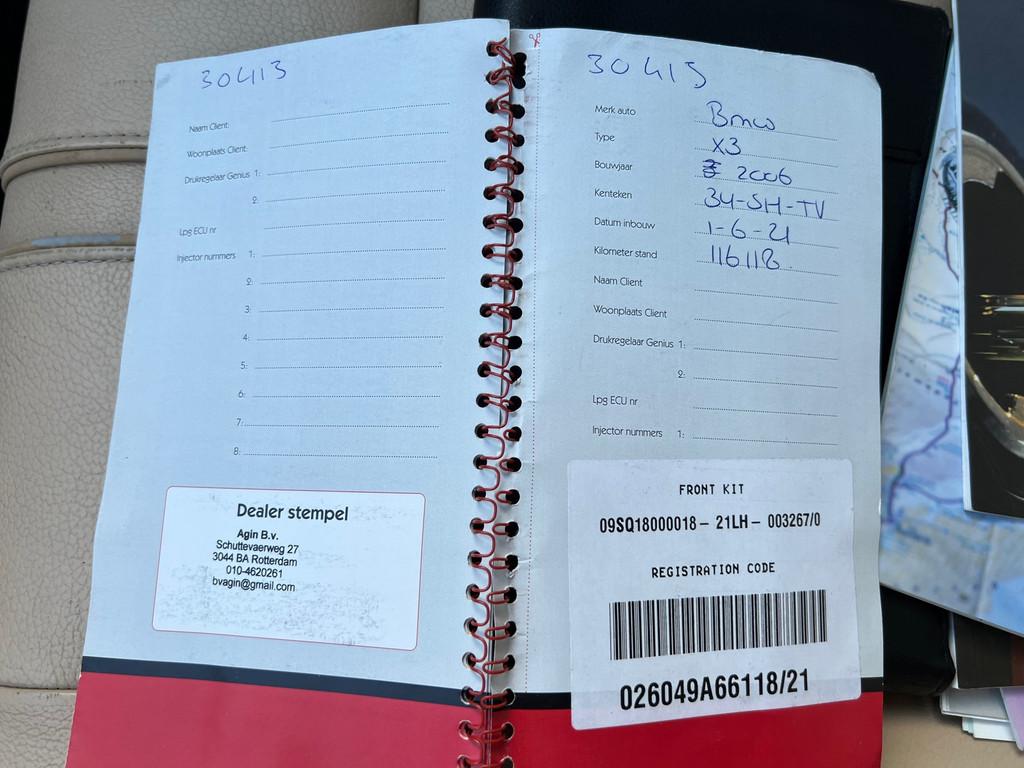 30413
Naam Client:
Woonplaats Client:
Drukregelaar Genius 1:
2:
Lpg ECU nr
Injector nummers 1:
2:
3:
4:
5:
6:
7:
8:
Dealer stempel
Agin B.v.
Schuttevaerweg 27
3044 BA Rotterdam
010-4620261
bvagin@gmail.com
30415
Merk auto Bmw
Type X3
Bouwjaar 2006
Kenteken 34-SH-TV
Datum inbouw 1-6-21
Kilometer stand 116118
Naam Client
Woonplaats Client
Drukregelaar Genius 1:
2:
Lpg ECU nr
Injector nummers 1:
FRONT KIT
09SQ18000018 - 21LH - 003267/0
REGISTRATION CODE
026049A66118/21